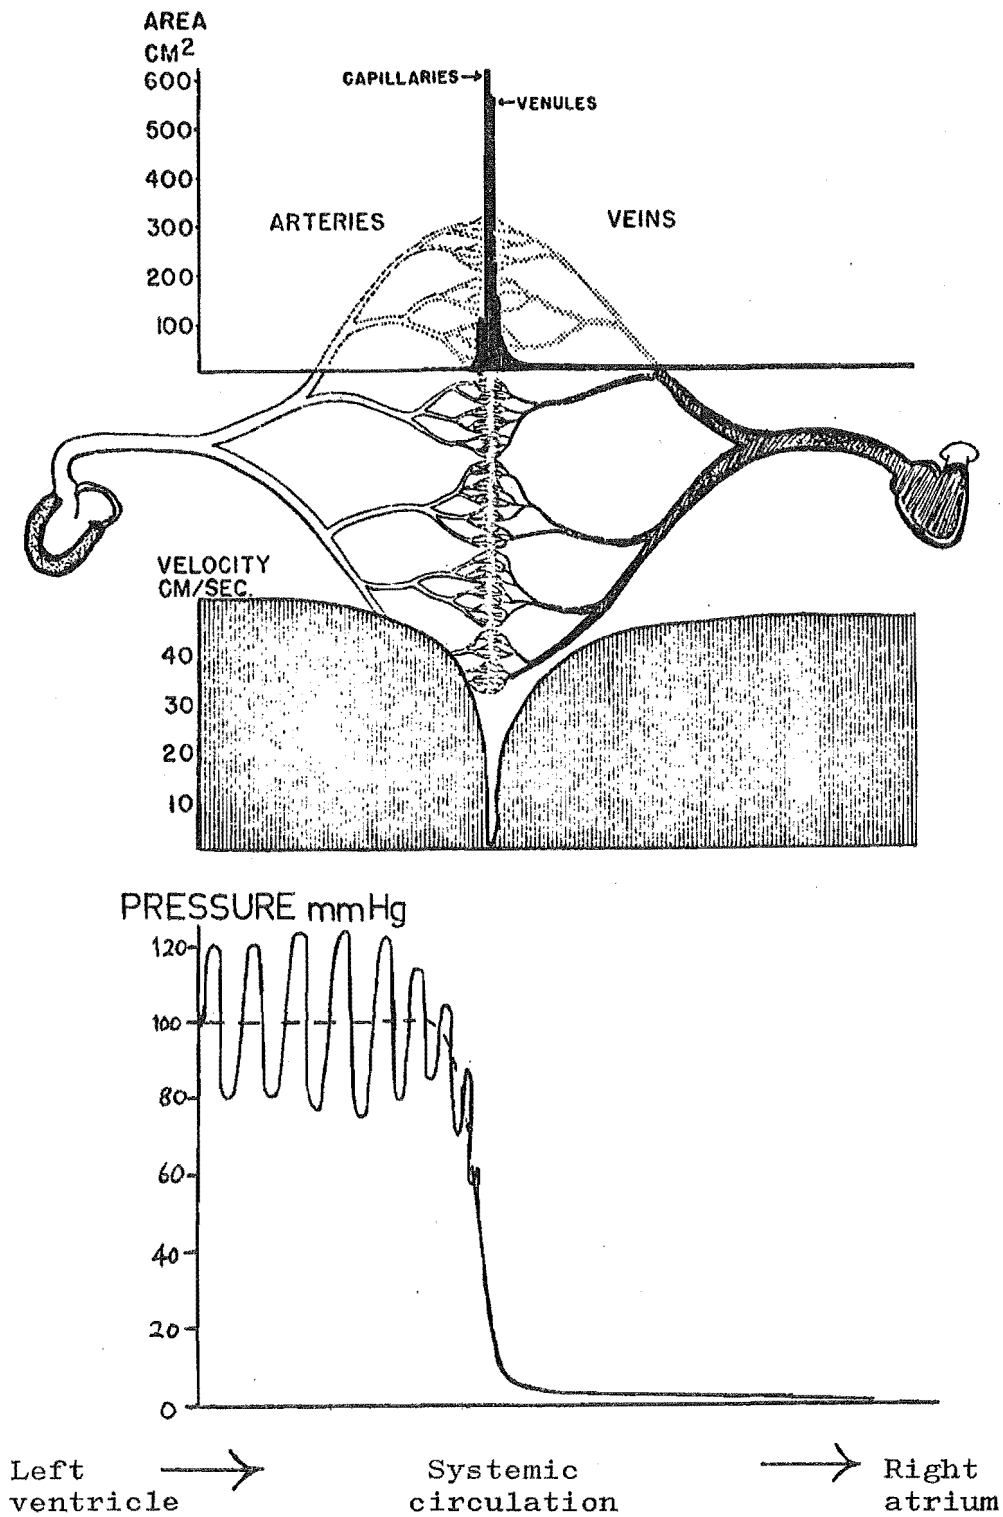 AREA
CM²
600
CAPILLARIES
VENULES
500
400
300
ARTERIES
VEINS
200
100
VELOCITY
CM/SEC.
40
30
20
10
PRESSURE mmHg
120
100
80
60
40
20
0
Left
ventricle
Systemic
circulation
Right
atrium